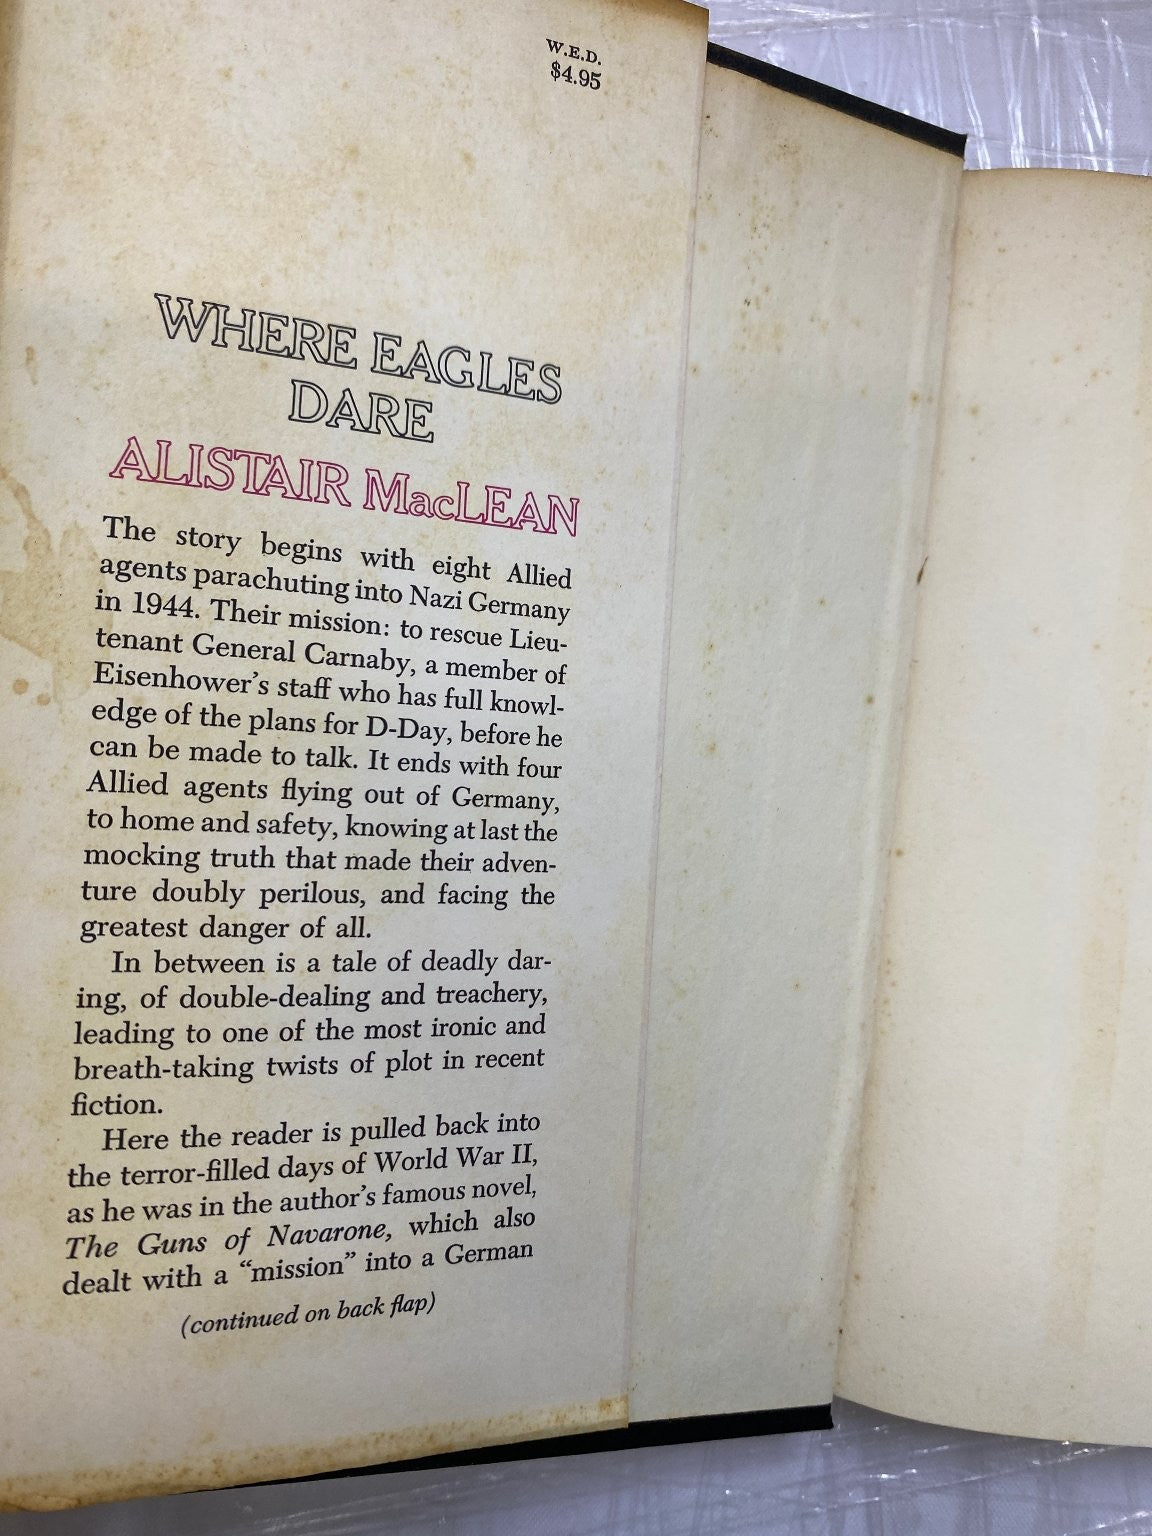 W.E.D.
$4.95
WHERE EAGLES
DARE
ALISTAIR MacLEAN
The story begins with eight Allied
agents parachuting into Nazi Germany
in 1944. Their mission: to rescue Lieu-
tenant General Carnaby, a member of
Eisenhower's staff who has full knowl-
edge of the plans for D-Day, before he
can be made to talk. It ends with four
Allied agents flying out of Germany,
to home and safety, knowing at last the
mocking truth that made their adven-
ture doubly perilous, and facing the
greatest danger of all.
In between is a tale of deadly dar-
ing, of double-dealing and treachery,
leading to one of the most ironic and
breath-taking twists of plot in recent
fiction.
Here the reader is pulled back into
the terror-filled days of World War II,
as he was in the author's famous novel,
The Guns of Navarone, which also
dealt with a "mission" into a German
(continued on back flap)